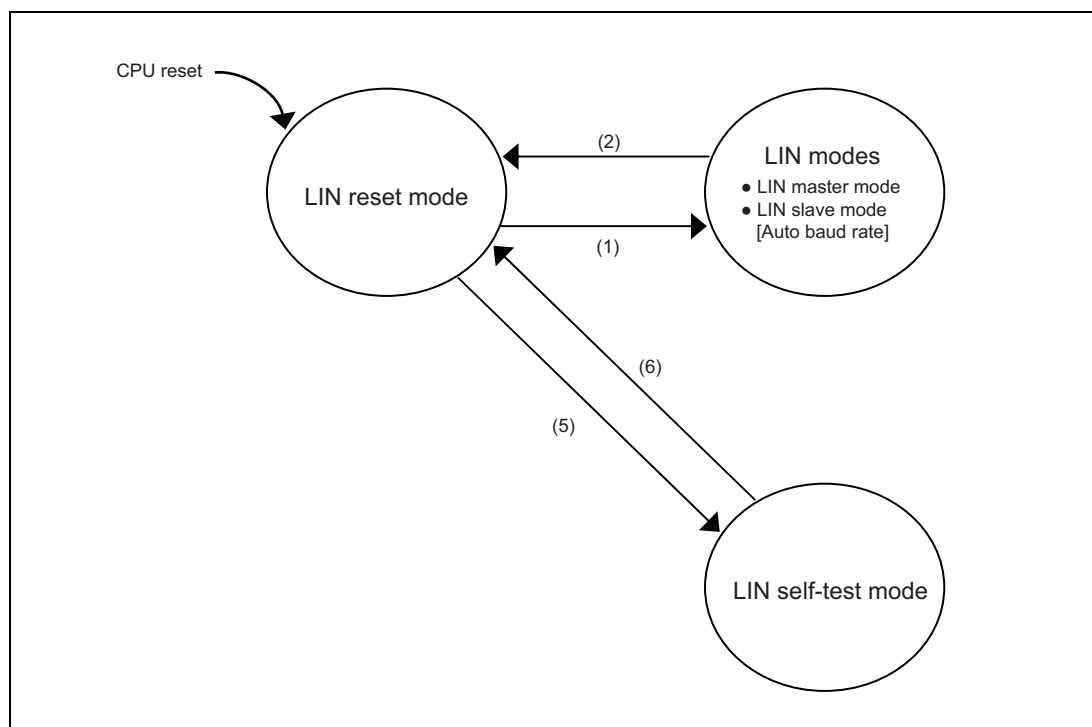 CPU reset
LIN reset mode
(2)
(1)
LIN modes
● LIN master mode
● LIN slave mode
[Auto baud rate]
(6)
(5)
LIN self-test mode